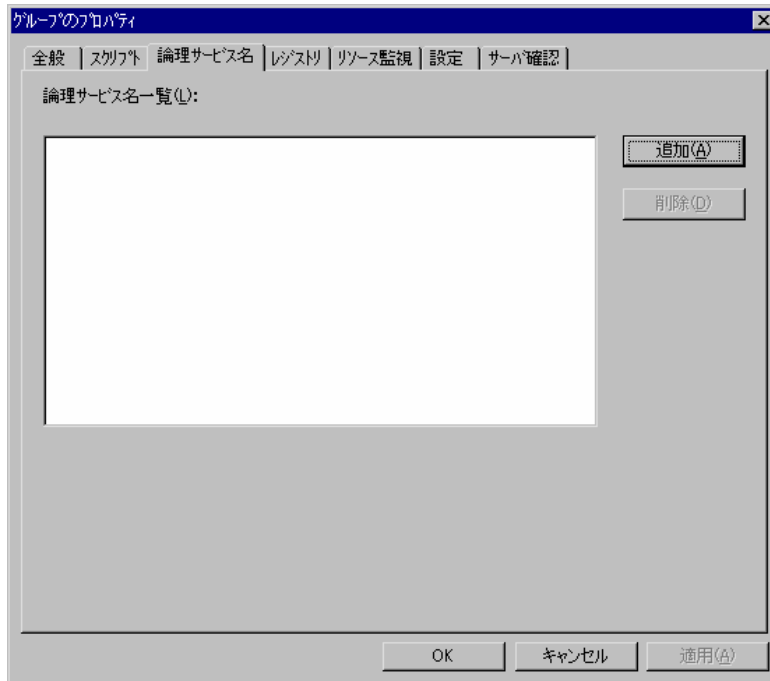 グループのプロパティ
全般 スクリプト 論理サービス名 レジストリ リソース監視 設定 サーバ確認
論理サービス名一覧(L):
追加(A)
削除(D)
OK キャンセル 適用(A)